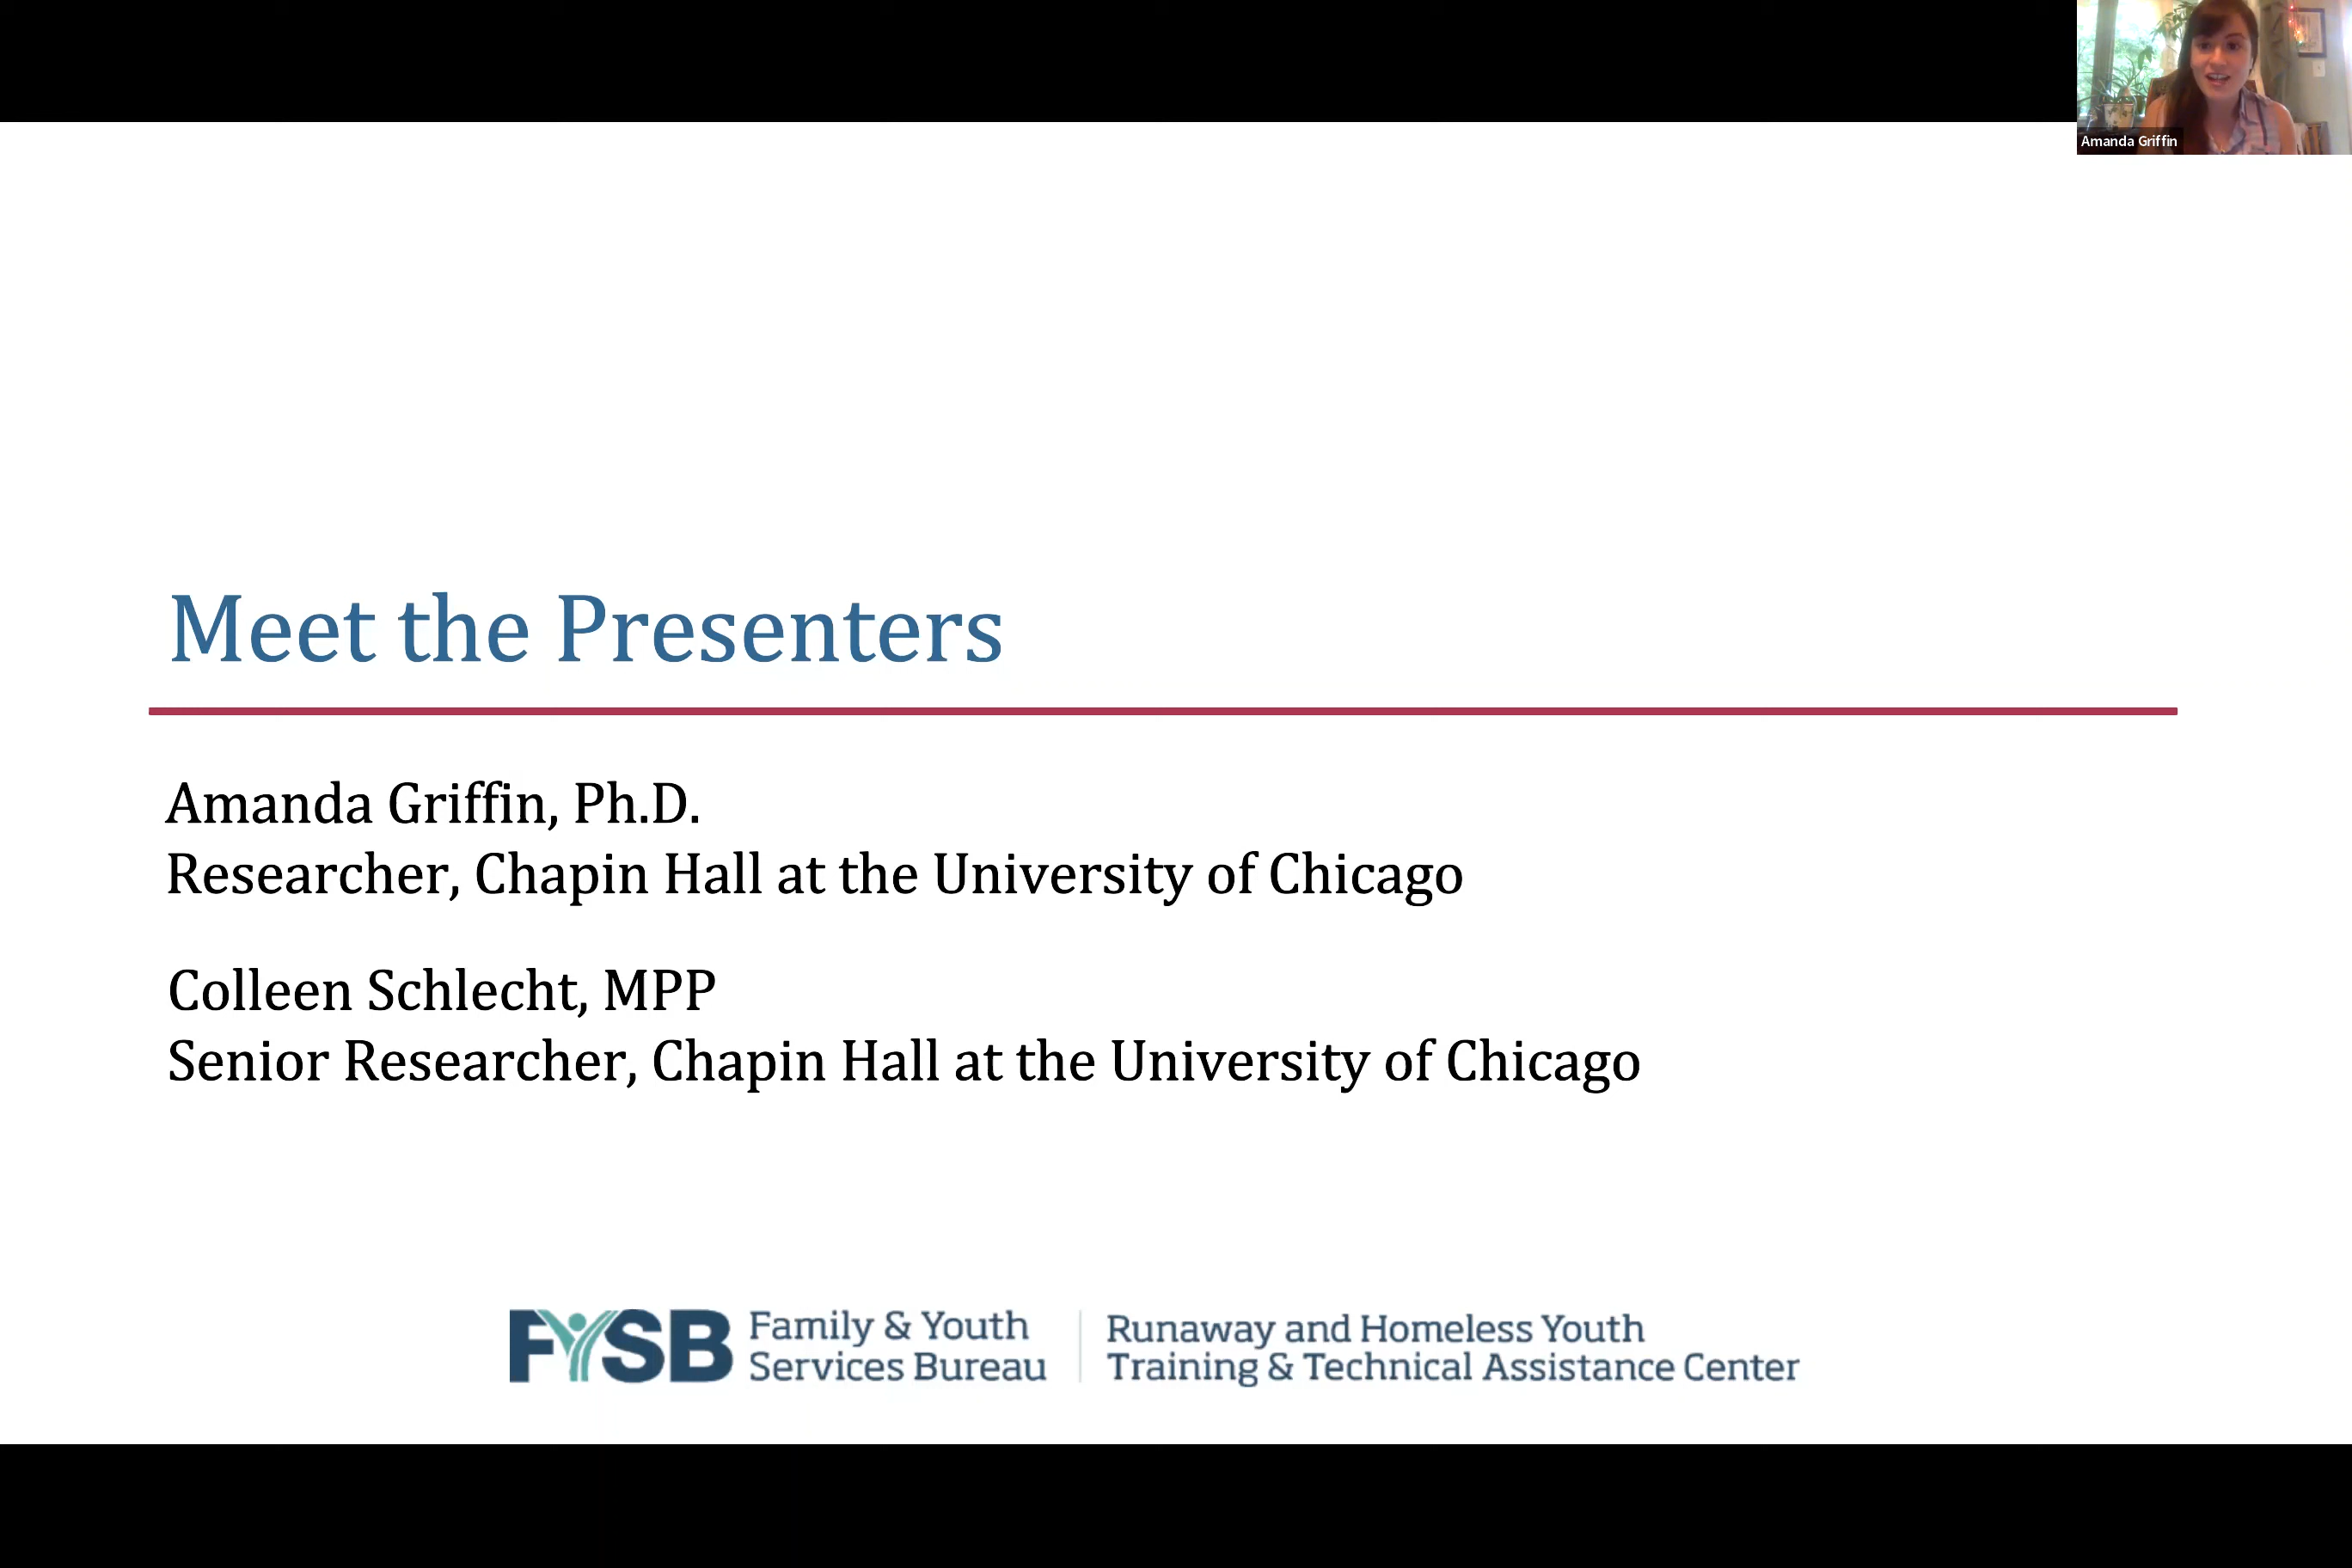 Amanda Griffin
Meet the Presenters
Amanda Griffin, Ph.D.
Researcher, Chapin Hall at the University of Chicago
Colleen Schlecht, MPP
Senior Researcher, Chapin Hall at the University of Chicago
FYSB Family & Youth
Services Bureau
Runaway and Homeless Youth
Training & Technical Assistance Center